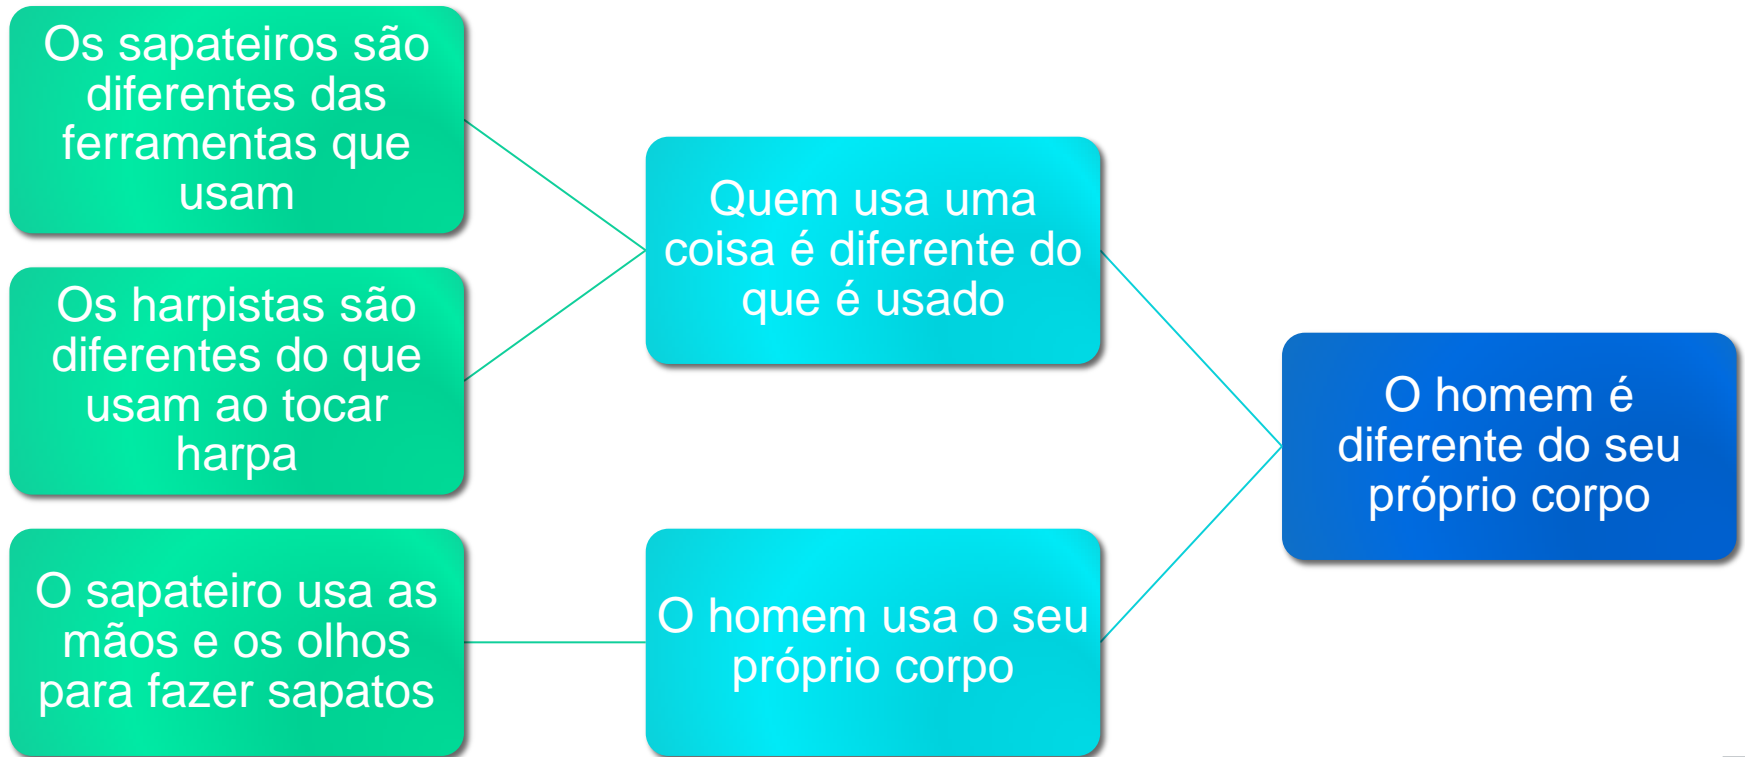 Os sapateiros são
diferentes das
ferramentas que
usam
Os harpistas são
diferentes do que
usam ao tocar
harpa
O sapateiro usa as
mãos e os olhos
para fazer sapatos
Quem usa uma
coisa é diferente do
que é usado
O homem usa o seu
próprio corpo
O homem é
diferente do seu
próprio corpo